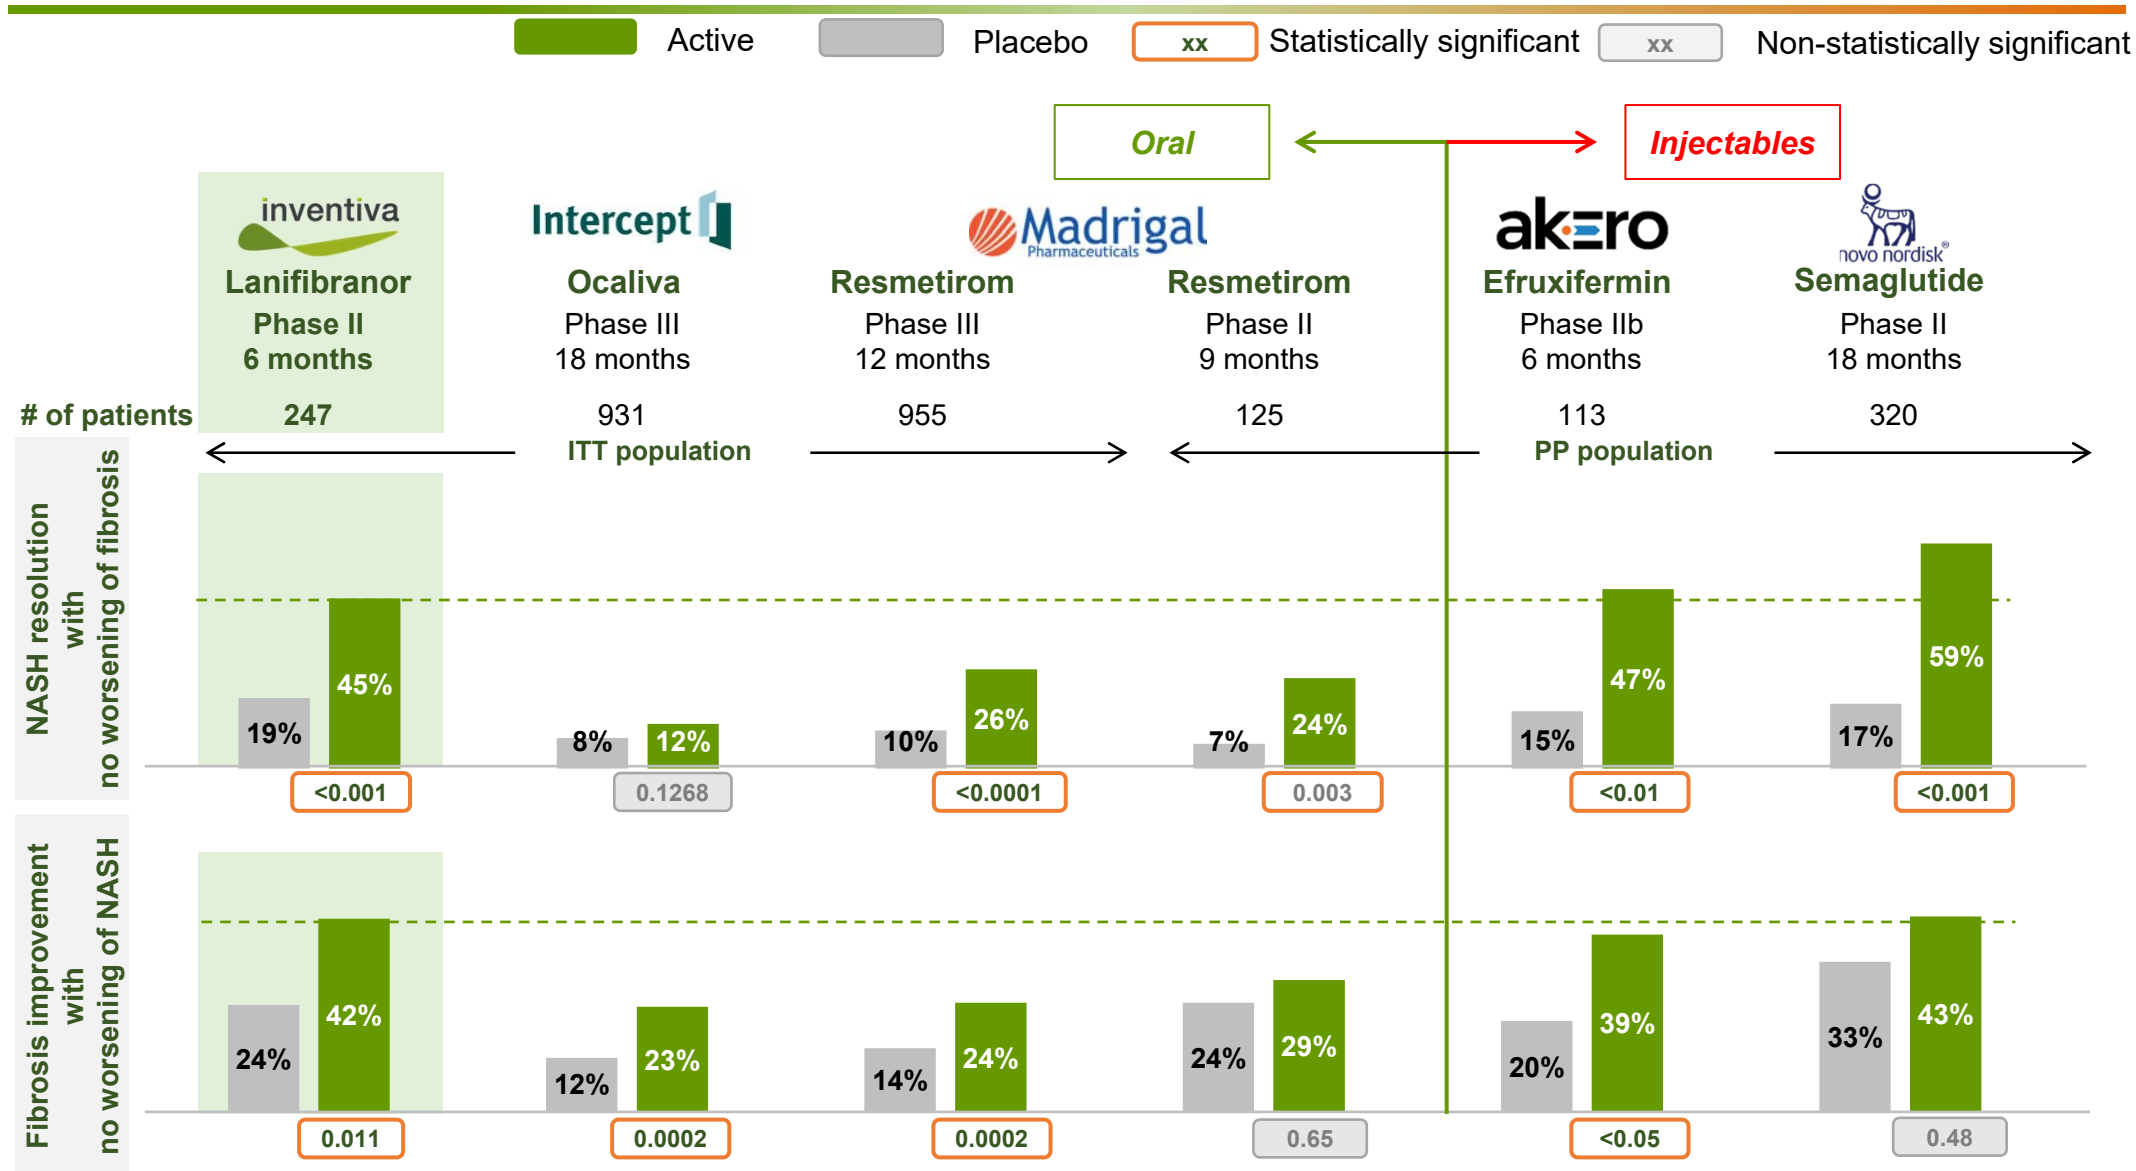 Active
Placebo
xx
Statistically significant
xx
Non-statistically significant
Oral
Injectables
inventiva
Intercept
Madrigal
Pharmaceuticals
akero
novo nordisk®
Lanifibranor
Ocaliva
Resmetirom
Resmetirom
Efruxifermin
Semaglutide
Phase II
Phase III
Phase III
Phase II
Phase IIb
Phase II
6 months
18 months
12 months
9 months
6 months
18 months
# of patients
247
931
955
125
113
320
ITT population
PP population
NASH resolution
with
no worsening of fibrosis
19%
45%
8%
12%
10%
26%
7%
24%
15%
47%
17%
59%
<0.001
0.1268
<0.0001
0.003
<0.01
<0.001
Fibrosis improvement
with
no worsening of NASH
24%
42%
12%
23%
14%
24%
24%
29%
20%
39%
33%
43%
0.011
0.0002
0.0002
0.65
<0.05
0.48